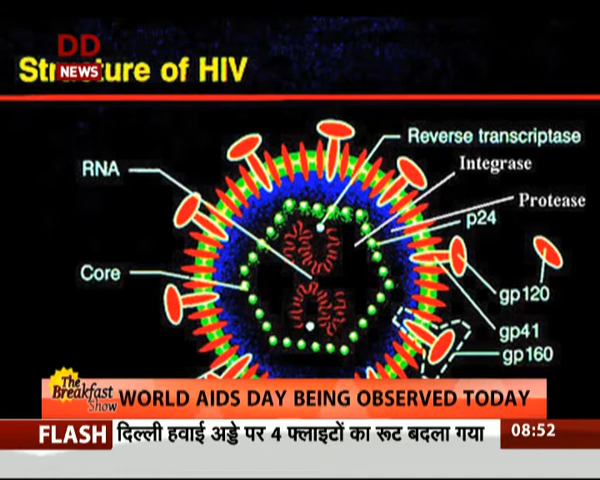 DD
NEWS
Structure of HIV
Reverse transcriptase
RNA
Integrase
Protease
p24
Core
gp120
gp41
gp160
The
Breakfast
Show
WORLD AIDS DAY BEING OBSERVED TODAY
FLASH
दिल्ली हवाई अड्डे पर 4 फ्लाइटों का रूट बदला गया
08:52